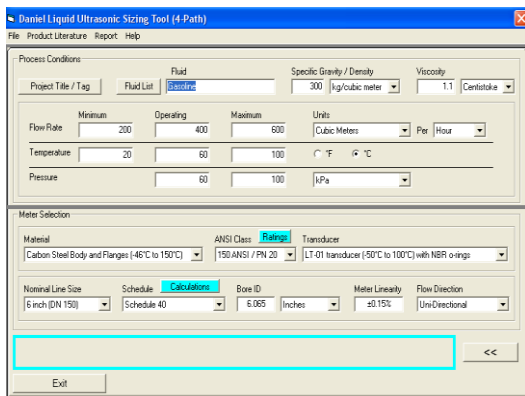 Daniel Liquid Ultrasonic Sizing Tool (4-Path)
File Product Literature Report Help
Process Conditions
Fluid Specific Gravity / Density Viscosity
Project Title / Tag Fluid List Gasoline 300 kg/cubic meter 1.1 Centistoke
Minimum Operating Maximum Units
Flow Rate 200 400 600 Cubic Meters Per Hour
Temperature 20 60 100 °F °C
Pressure 60 100 kPa
Meter Selection
Material ANSI Class Ratings Transducer
Carbon Steel Body and Flanges (-46°C to 150°C) 150 ANSI / PN 20 LT-01 transducer (-50°C to 100°C) with NBR o-rings
Nominal Line Size Schedule Calculations Bore ID Meter Linearity Flow Direction
6 inch (DN 150) Schedule 40 6.065 Inches ±0.15% Uni-Directional
<<
Exit